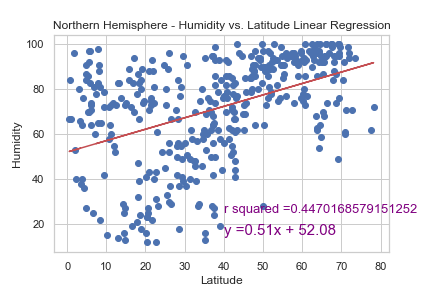 Northern Hemisphere - Humidity vs. Latitude Linear Regression
100
80
60
40
20
Humidity
r squared =0.4470168579151252
y =0.51x + 52.08
0 10 20 30 40 50 60 70 80
Latitude